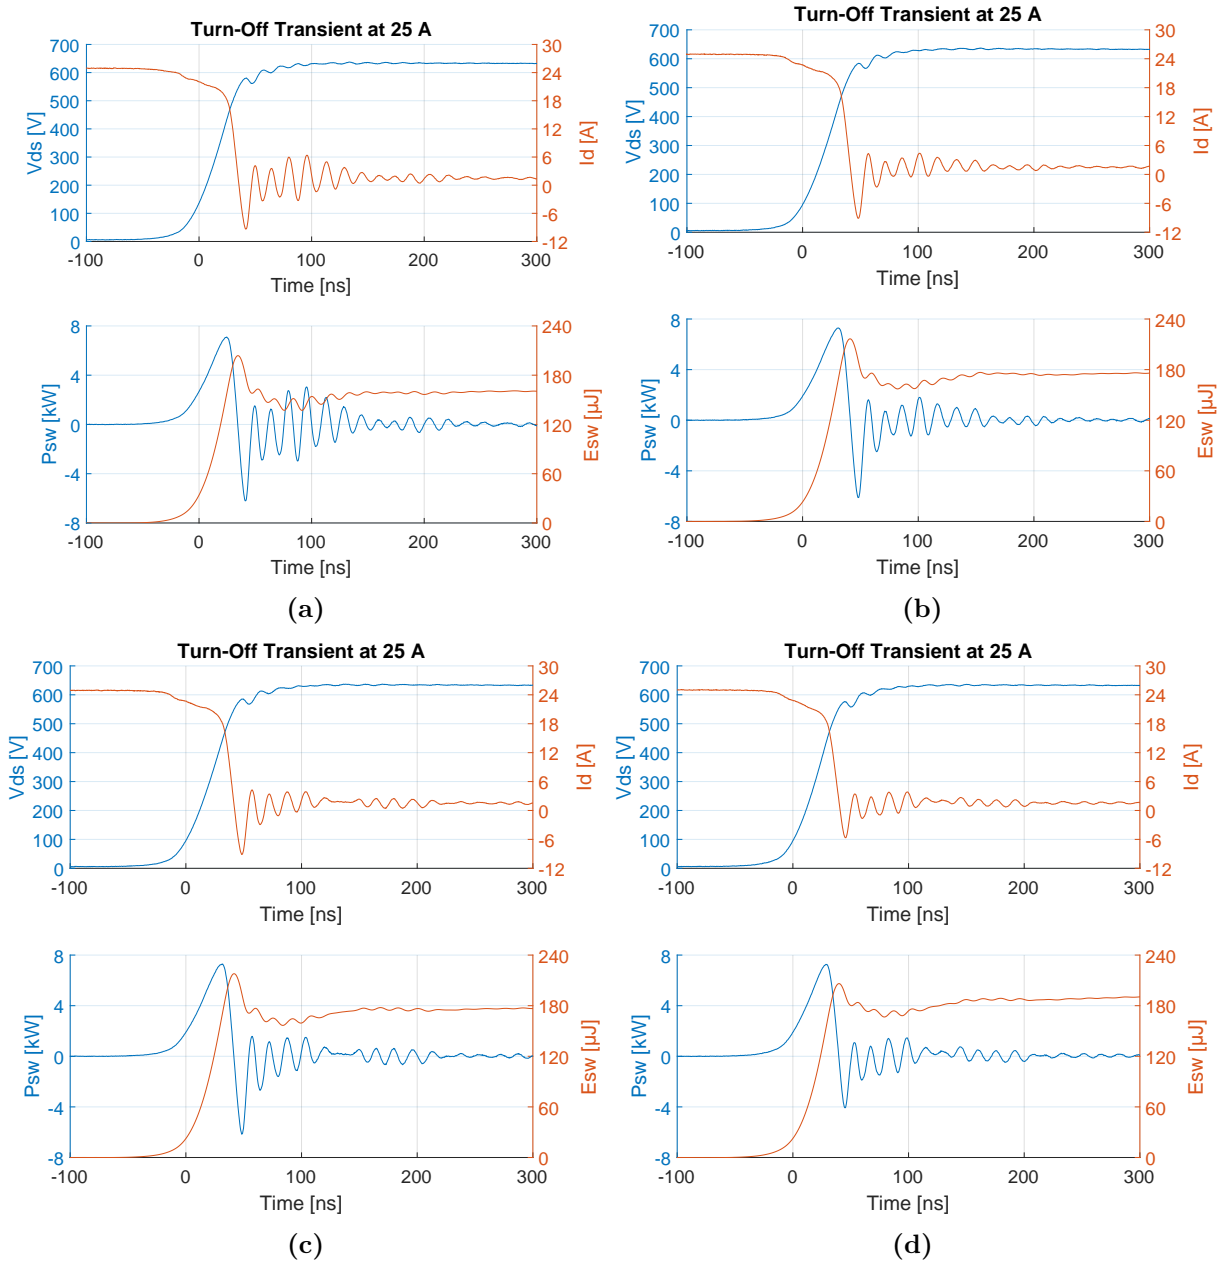 Turn-Off Transient at 25 A
700
600
500
400
300
200
100
0
Vds [V]
30
24
18
12
6
0
-6
-12
Id [A]
-100 0 100 200 300
Time [ns]
8
4
0
-4
-8
Psw [kW]
240
180
120
60
0
Esw [µJ]
-100 0 100 200 300
Time [ns]
(a)
Turn-Off Transient at 25 A
700
600
500
400
300
200
100
0
Vds [V]
30
24
18
12
6
0
-6
-12
Id [A]
-100 0 100 200 300
Time [ns]
8
4
0
-4
-8
Psw [kW]
240
180
120
60
0
Esw [µJ]
-100 0 100 200 300
Time [ns]
(b)
Turn-Off Transient at 25 A
700
600
500
400
300
200
100
0
Vds [V]
30
24
18
12
6
0
-6
-12
Id [A]
-100 0 100 200 300
Time [ns]
8
4
0
-4
-8
Psw [kW]
240
180
120
60
0
Esw [µJ]
-100 0 100 200 300
Time [ns]
(c)
Turn-Off Transient at 25 A
700
600
500
400
300
200
100
0
Vds [V]
30
24
18
12
6
0
-6
-12
Id [A]
-100 0 100 200 300
Time [ns]
8
4
0
-4
-8
Psw [kW]
240
180
120
60
0
Esw [µJ]
-100 0 100 200 300
Time [ns]
(d)